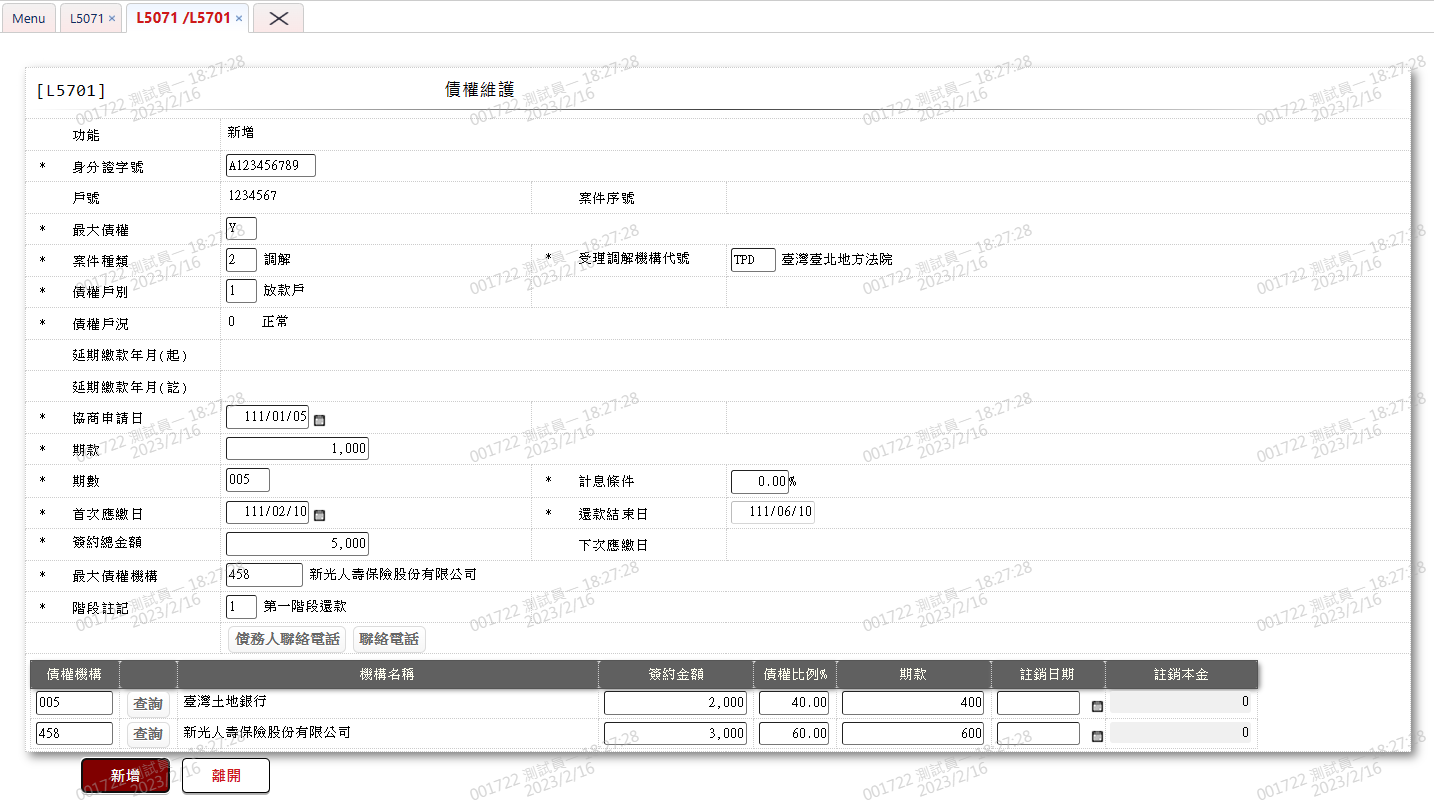 Menu L5071 × L5071 /L5701 ×
[L5701] 債權維護
功能 新增
* 身分證字號 A123456789
戶號 1234567 案件序號
* 最大債權 Y
* 案件種類 2 調解 * 受理調解機構代號 TPD 臺灣臺北地方法院
* 債權戶別 1 放款戶
* 債權戶況 0 正常
延期繳款年月(起)
延期繳款年月(訖)
* 協商申請日 111/01/05
* 期款 1,000
* 期數 005 * 計息條件 0.00%
* 首次應繳日 111/02/10 * 還款結束日 111/06/10
* 簽約總金額 5,000 下次應繳日
* 最大債權機構 458 新光人壽保險股份有限公司
* 階段註記 1 第一階段還款
債務人聯絡電話 聯絡電話
債權機構 機構名稱 簽約金額 債權比例% 期款 註銷日期 註銷本金
005 查詢 臺灣土地銀行 2,000 40.00 400 0
458 查詢 新光人壽保險股份有限公司 3,000 60.00 600 0
新增 離開
001722 測試員一 18:27:28
2023/2/16